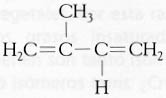 CH₃
H₂C=C-C=CH₂
H